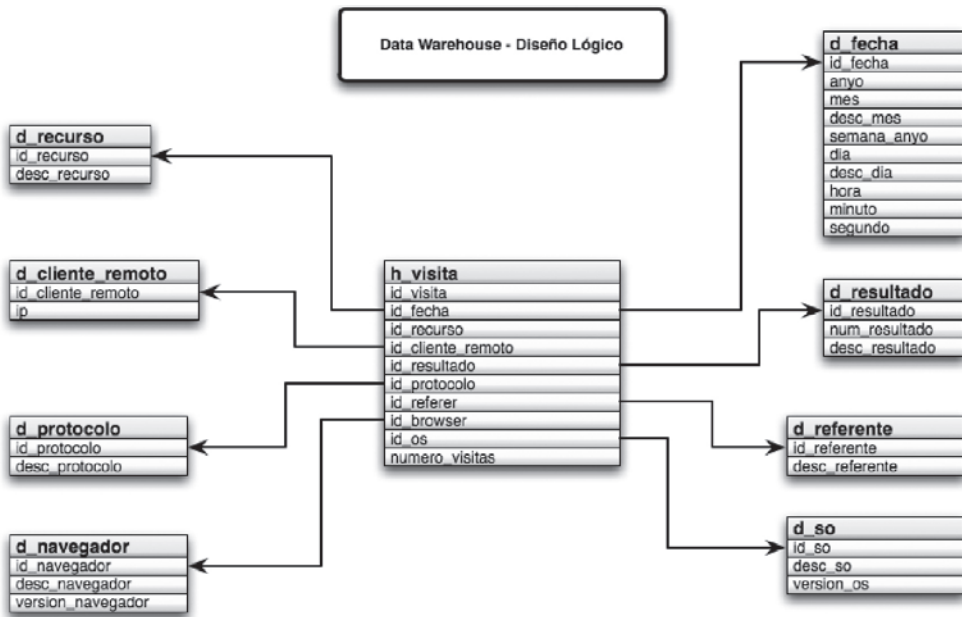 Data Warehouse - Diseño Lógico
d_fecha
id_fecha
anyo
mes
desc_mes
semana_anyo
dia
desc_dia
hora
minuto
segundo
d_recurso
id_recurso
desc_recurso
d_cliente_remoto
id_cliente_remoto
ip
h_visita
id_visita
id_fecha
id_recurso
id_cliente_remoto
id_resultado
id_protocolo
id_referer
id_browser
id_os
numero_visitas
d_resultado
id_resultado
num_resultado
desc_resultado
d_protocolo
id_protocolo
desc_protocolo
d_referente
id_referente
desc_referente
d_navegador
id_navegador
desc_navegador
version_navegador
d_so
id_so
desc_so
version_os